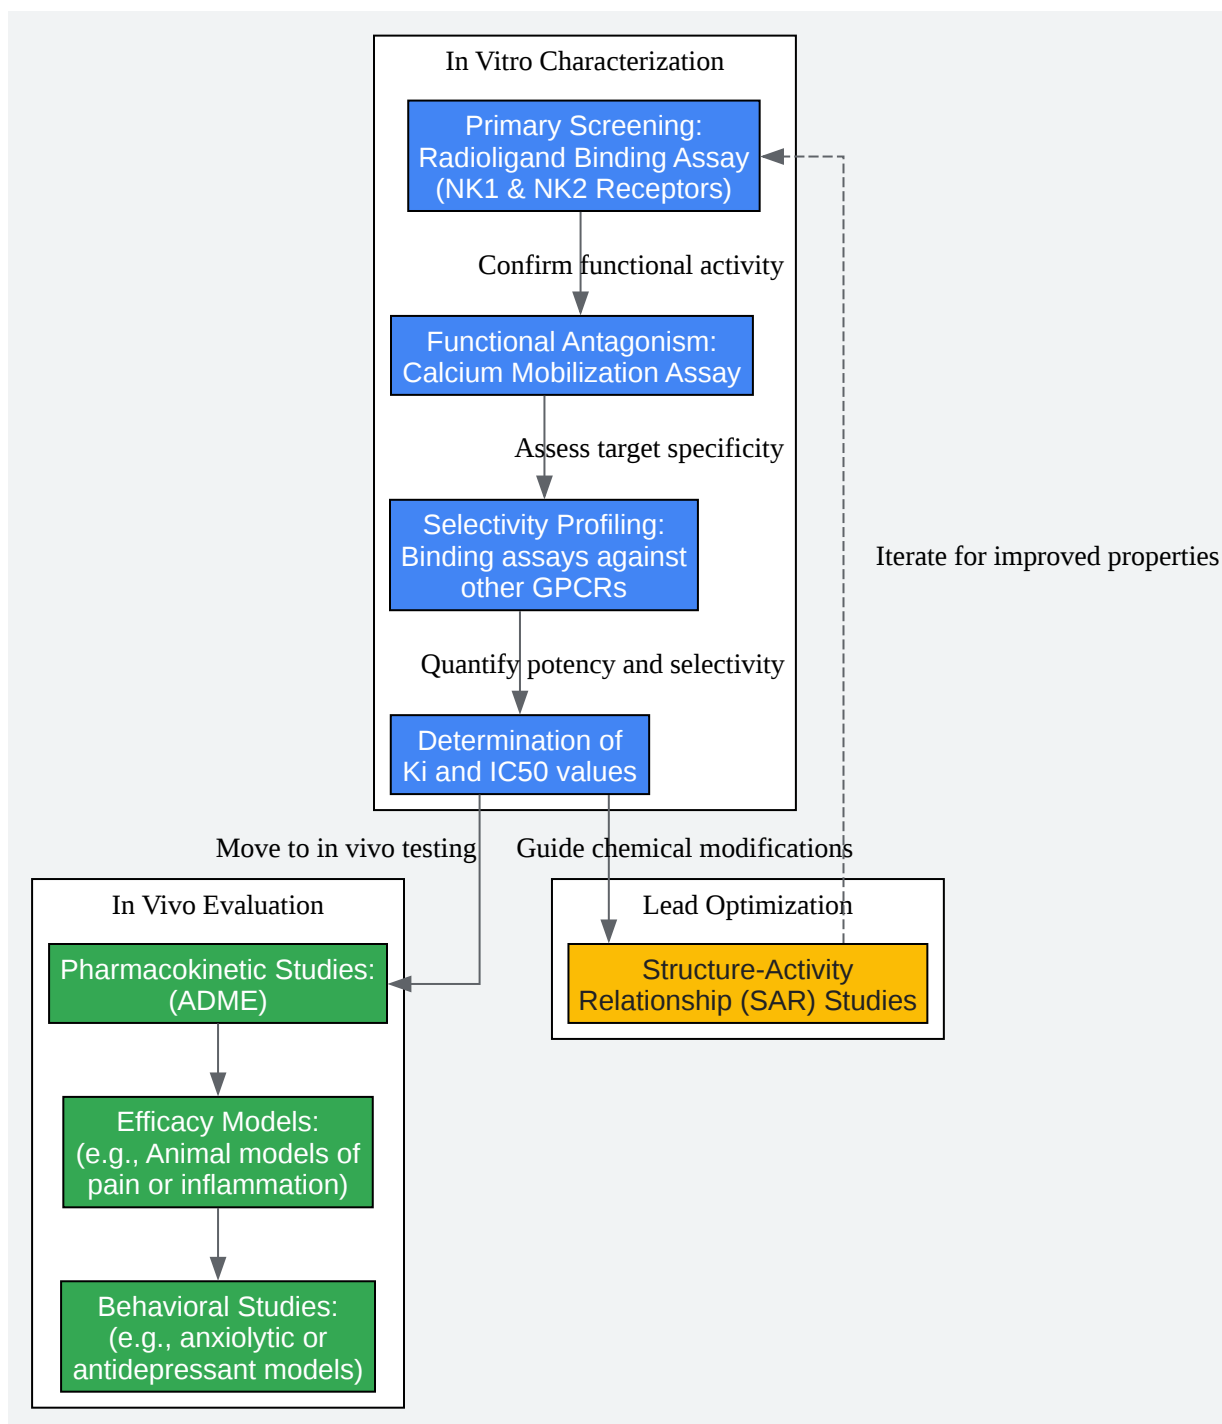 In Vitro Characterization
Primary Screening:
Radioligand Binding Assay
(NK1 & NK2 Receptors)
Confirm functional activity
Functional Antagonism:
Calcium Mobilization Assay
Assess target specificity
Selectivity Profiling:
Binding assays against
other GPCRs
Iterate for improved properties
Quantify potency and selectivity
Determination of
Ki and IC50 values
Move to in vivo testing
Guide chemical modifications
In Vivo Evaluation
Pharmacokinetic Studies:
(ADME)
Efficacy Models:
(e.g., Animal models of
pain or inflammation)
Behavioral Studies:
(e.g., anxiolytic or
antidepressant models)
Lead Optimization
Structure-Activity
Relationship (SAR) Studies